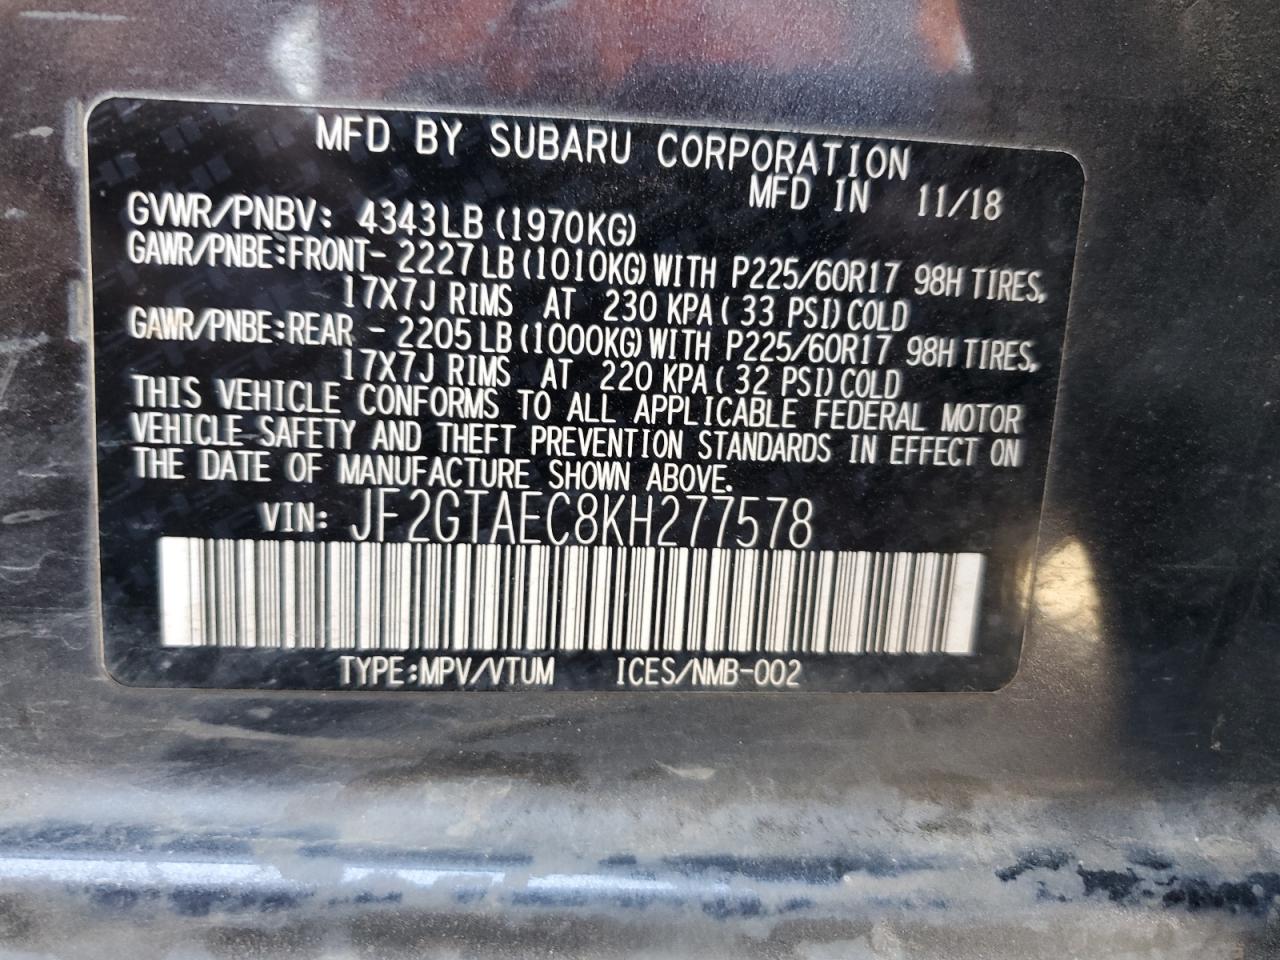 MFD BY SUBARU CORPORATION
MFD IN 11/18
GVWR/PNBV: 4343LB (1970KG)
GAWR/PNBE:FRONT- 2227LB (1010KG) WITH P225/60R17 98H TIRES,
17X7J RIMS AT 230 KPA ( 33 PSI) COLD
GAWR/PNBE:REAR - 2205LB (1000KG) WITH P225/60R17 98H TIRES,
17X7J RIMS AT 220 KPA ( 32 PSI) COLD
THIS VEHICLE CONFORMS TO ALL APPLICABLE FEDERAL MOTOR
VEHICLE SAFETY AND THEFT PREVENTION STANDARDS IN EFFECT ON
THE DATE OF MANUFACTURE SHOWN ABOVE.
VIN: JF2GTAEC8KH277578
TYPE:MPV/VTUM ICES/NMB-002